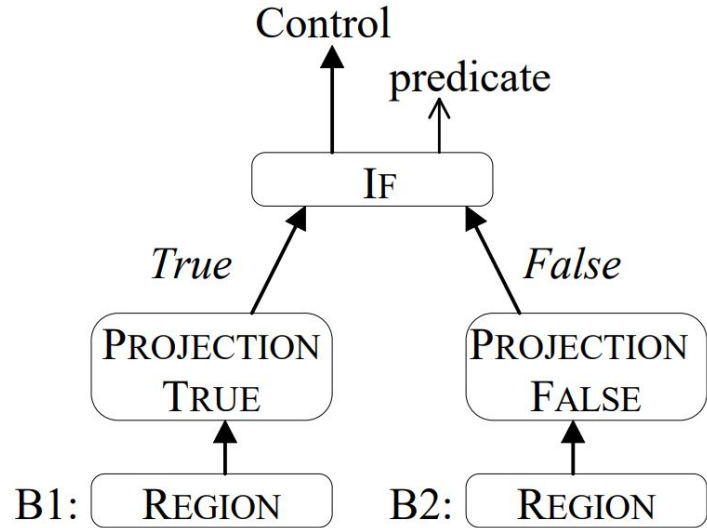 Control
predicate
IF
True
False
PROJECTION
TRUE
PROJECTION
FALSE
B1: REGION
B2: REGION